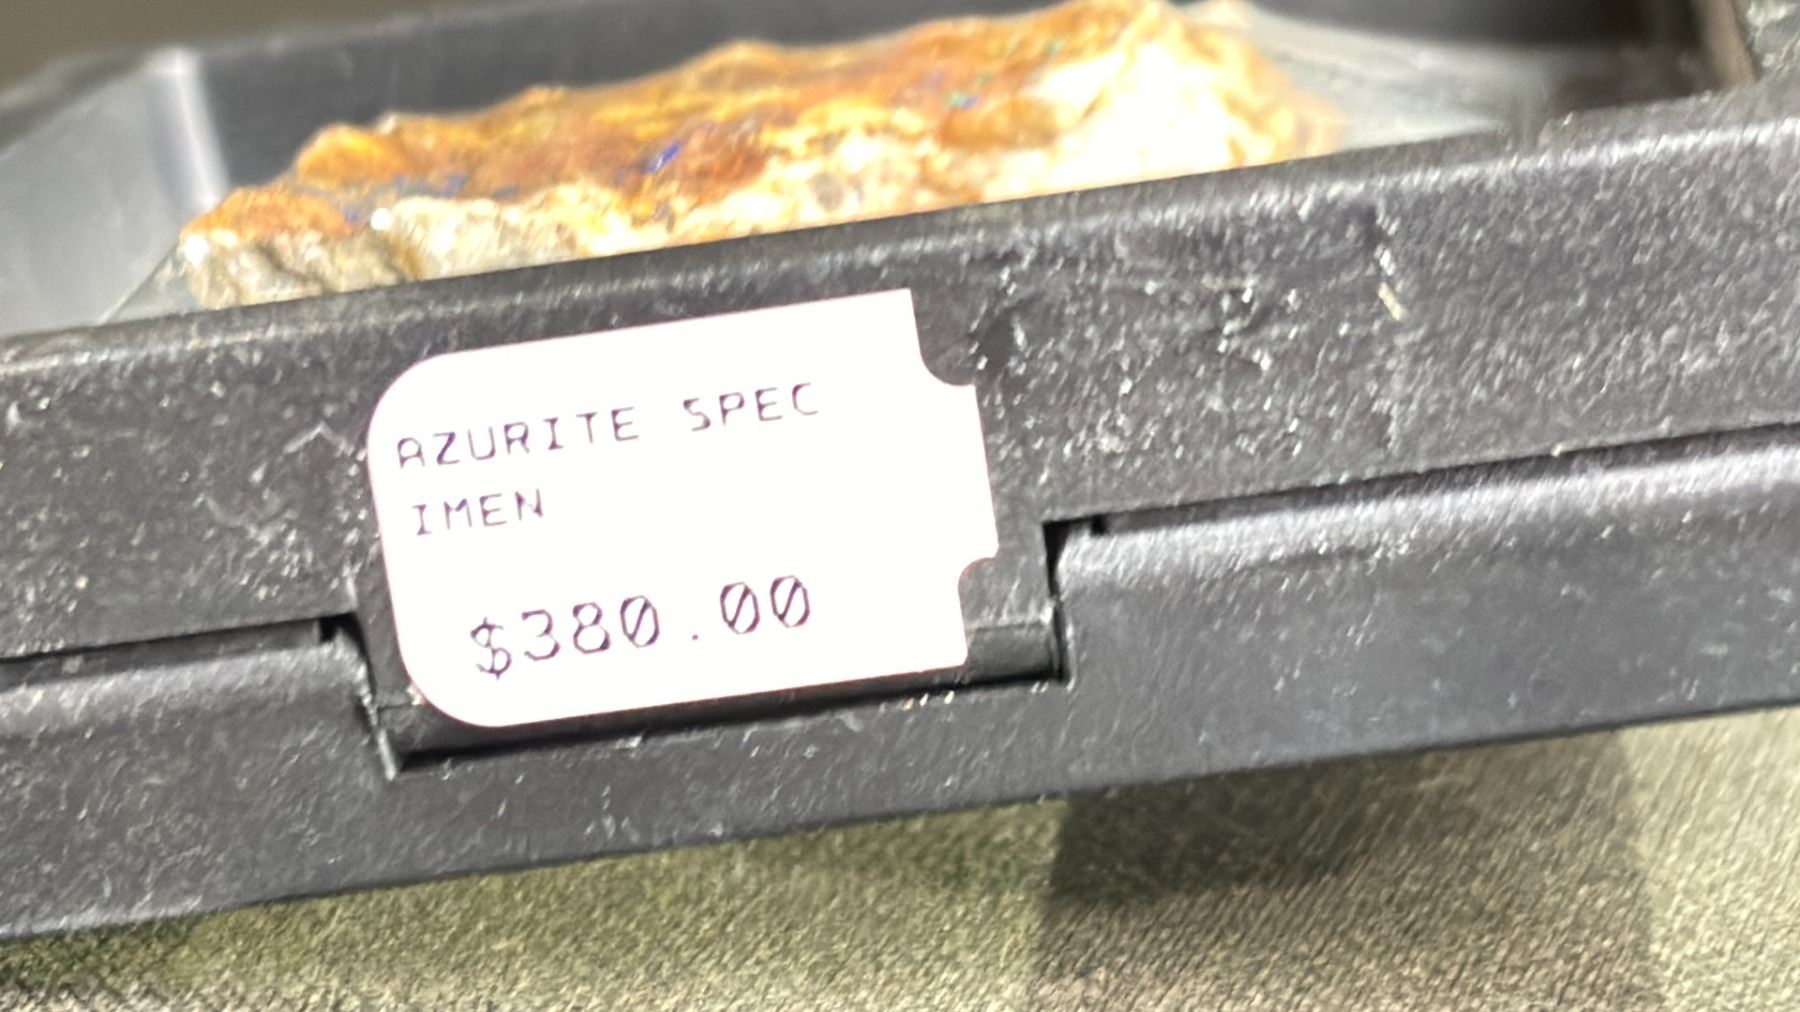 AZURITE SPEC
IMEN
$380.00